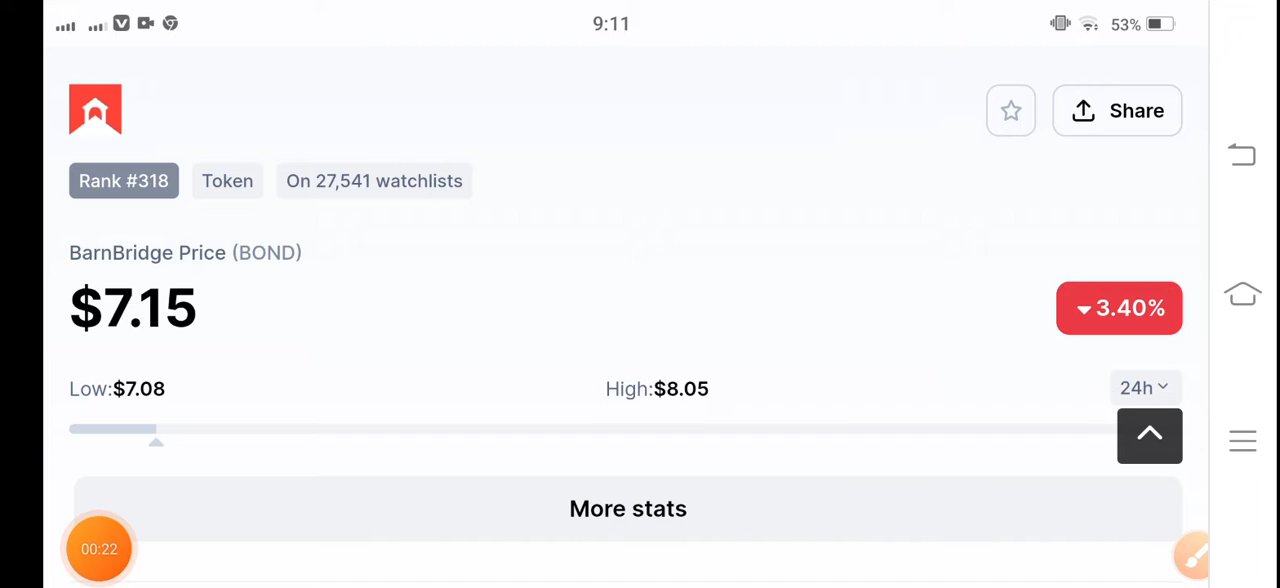 9:11
53%
Share
Rank #318 Token On 27,541 watchlists
BarnBridge Price (BOND)
$7.15
3.40%
Low:$7.08 High:$8.05 24h
More stats
00:22